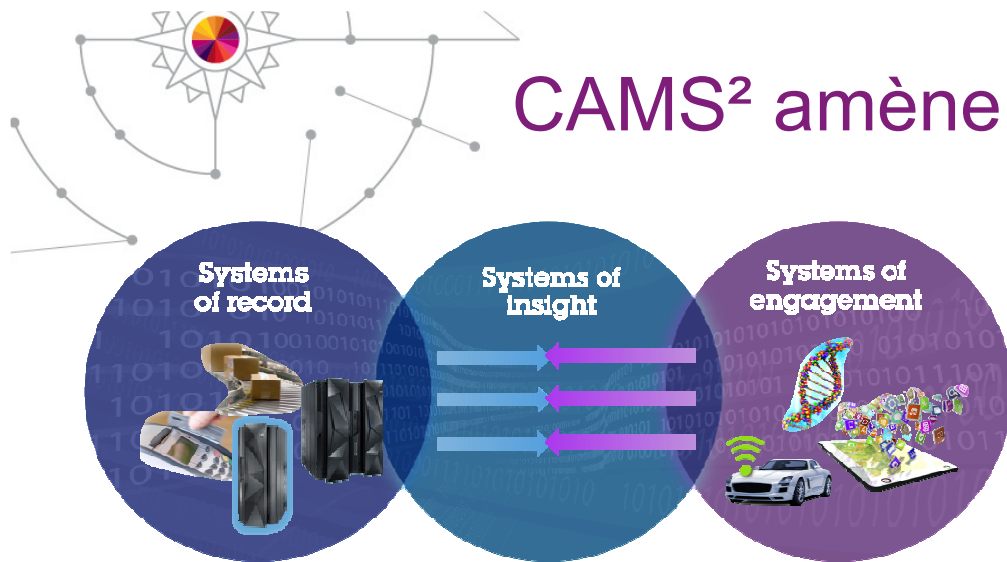 CAMS² amène
Systems
of record
Systems of
insight
Systems of
engagement